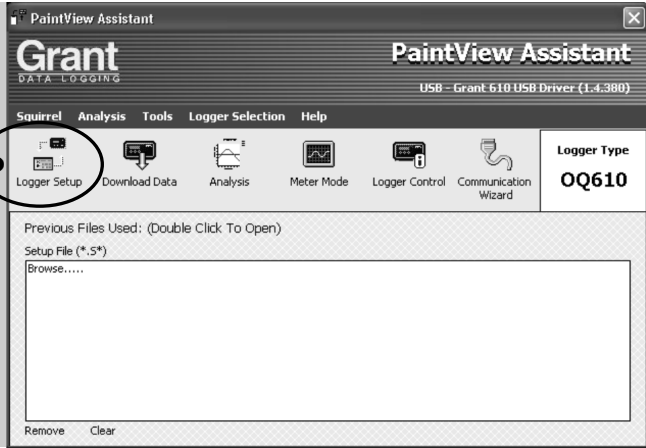 PaintView Assistant
Grant
DATA LOGGING
PaintView Assistant
USB - Grant 610 USB Driver (1.4.380)
Squirrel Analysis Tools Logger Selection Help
Logger Setup
Download Data
Analysis
Meter Mode
Logger Control
Communication
Wizard
Logger Type
OQ610
Previous Files Used: (Double Click To Open)
Setup File (*.S*)
Browse.....
Remove Clear